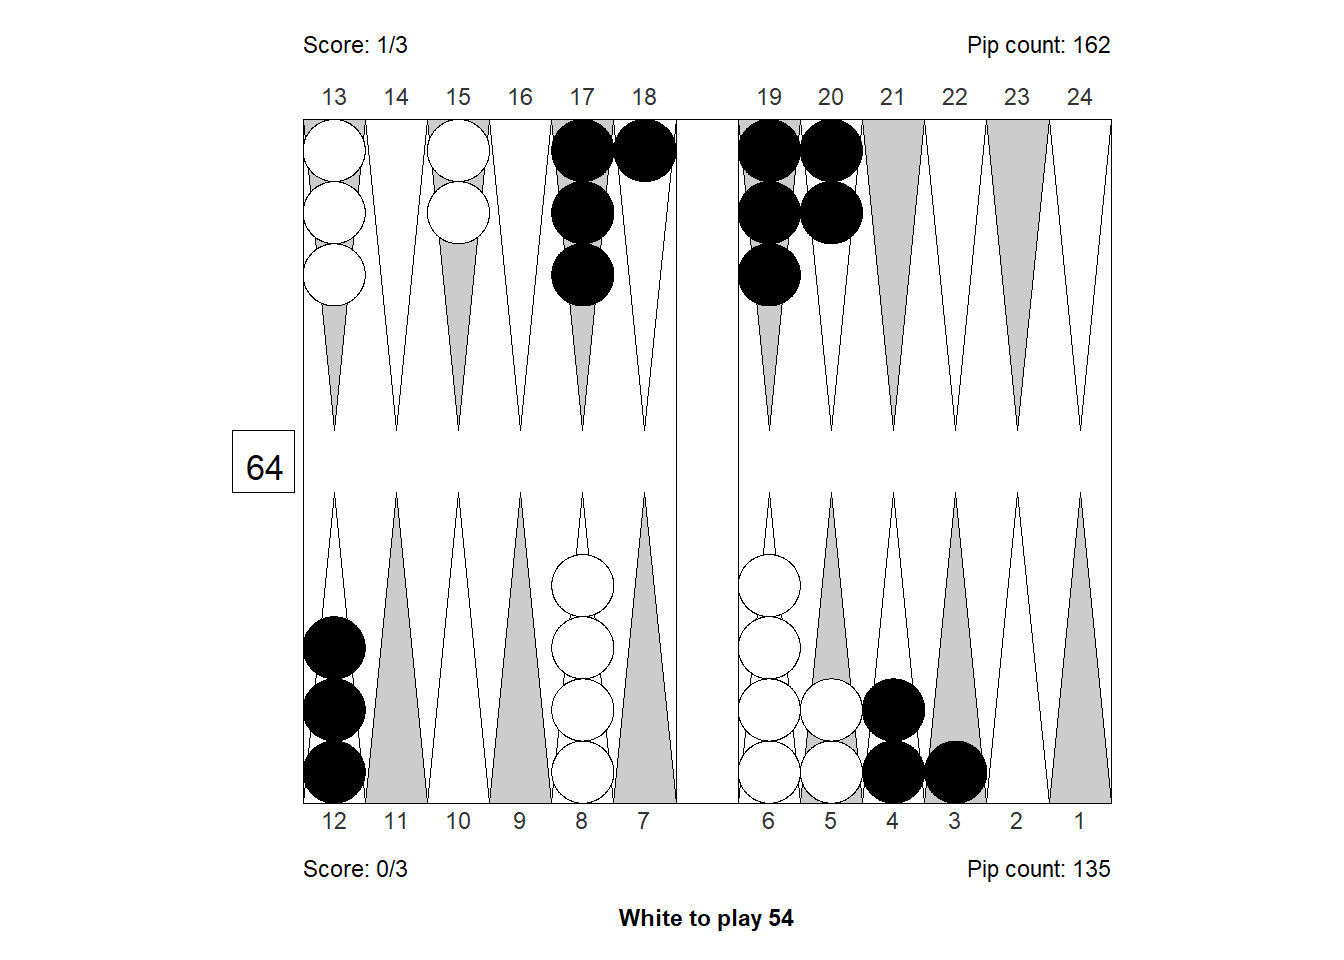 Score: 1/3 Pip count: 162
13 14 15 16 17 18 19 20 21 22 23 24
64
12 11 10 9 8 7 6 5 4 3 2 1
Score: 0/3 Pip count: 135
White to play 54